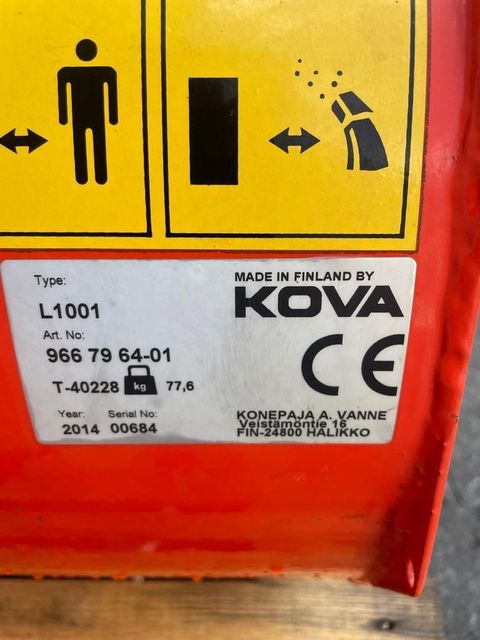 Type:
MADE IN FINLAND BY
L1001
KOVA
Art. No:
966 79 64-01
CE
T-40228 kg 77,6
Year: Serial No:
2014 00684
KONEPAJA A. VANNE
Veistämöntie 16
FIN-24800 HALIKKO